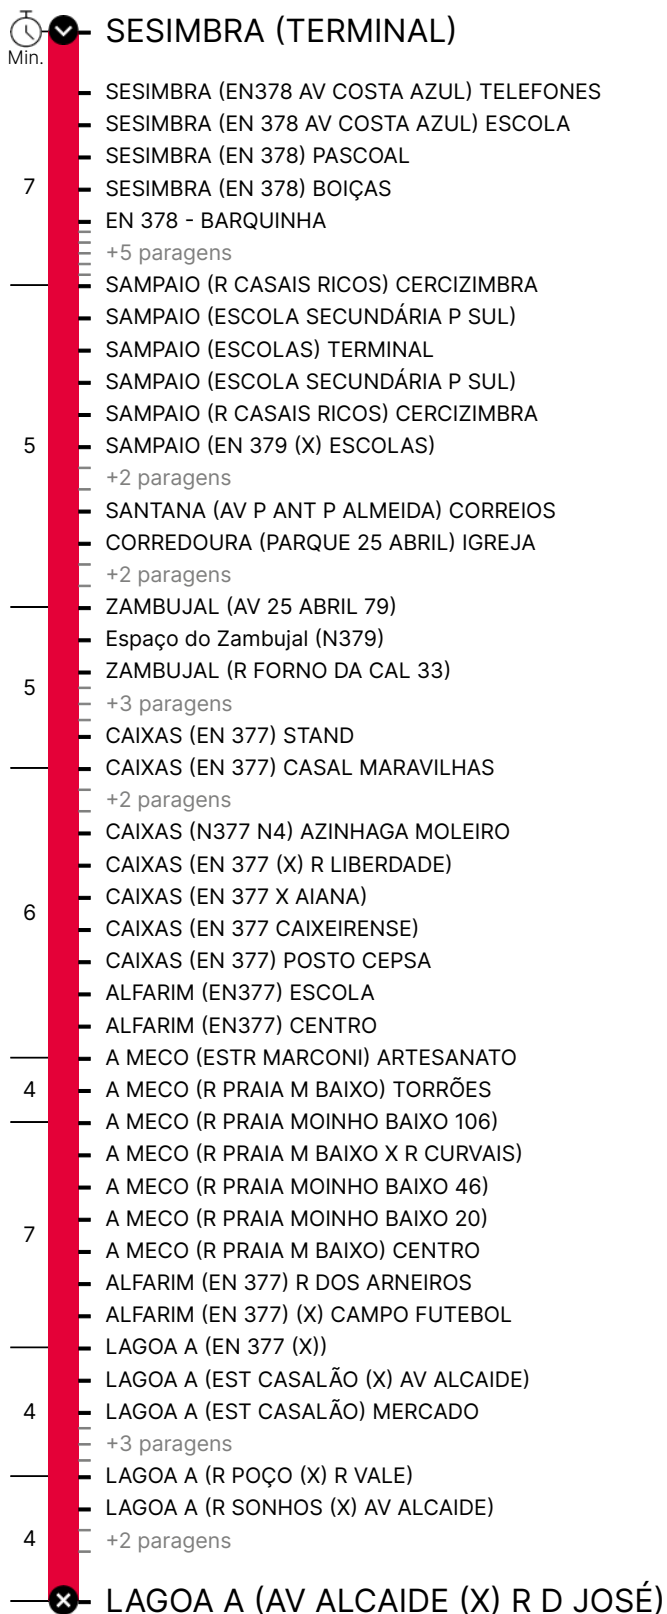 SESIMBRA (TERMINAL)
Min.
SESIMBRA (EN378 AV COSTA AZUL) TELEFONES
SESIMBRA (EN 378 AV COSTA AZUL) ESCOLA
SESIMBRA (EN 378) PASCOAL
7
SESIMBRA (EN 378) BOIÇAS
EN 378 - BARQUINHA
+5 paragens
SAMPAIO (R CASAIS RICOS) CERCIZIMBRA
SAMPAIO (ESCOLA SECUNDÁRIA P SUL)
SAMPAIO (ESCOLAS) TERMINAL
SAMPAIO (ESCOLA SECUNDÁRIA P SUL)
SAMPAIO (R CASAIS RICOS) CERCIZIMBRA
5
SAMPAIO (EN 379 (X) ESCOLAS)
+2 paragens
SANTANA (AV P ANT P ALMEIDA) CORREIOS
CORREDOURA (PARQUE 25 ABRIL) IGREJA
+2 paragens
ZAMBUJAL (AV 25 ABRIL 79)
Espaço do Zambujal (N379)
ZAMBUJAL (R FORNO DA CAL 33)
5
+3 paragens
CAIXAS (EN 377) STAND
CAIXAS (EN 377) CASAL MARAVILHAS
+2 paragens
CAIXAS (N377 N4) AZINHAGA MOLEIRO
CAIXAS (EN 377 (X) R LIBERDADE)
CAIXAS (EN 377 X AIANA)
6
CAIXAS (EN 377 CAIXEIRENSE)
CAIXAS (EN 377) POSTO CEPSA
ALFARIM (EN377) ESCOLA
ALFARIM (EN377) CENTRO
A MECO (ESTR MARCONI) ARTESANATO
4
A MECO (R PRAIA M BAIXO) TORRÕES
A MECO (R PRAIA MOINHO BAIXO 106)
A MECO (R PRAIA M BAIXO X R CURVAIS)
A MECO (R PRAIA MOINHO BAIXO 46)
A MECO (R PRAIA MOINHO BAIXO 20)
7
A MECO (R PRAIA M BAIXO) CENTRO
ALFARIM (EN 377) R DOS ARNEIROS
ALFARIM (EN 377) (X) CAMPO FUTEBOL
LAGOA A (EN 377 (X))
LAGOA A (EST CASALÃO (X) AV ALCAIDE)
4
LAGOA A (EST CASALÃO) MERCADO
+3 paragens
LAGOA A (R POÇO (X) R VALE)
LAGOA A (R SONHOS (X) AV ALCAIDE)
4
+2 paragens
LAGOA A (AV ALCAIDE (X) R D JOSÉ)